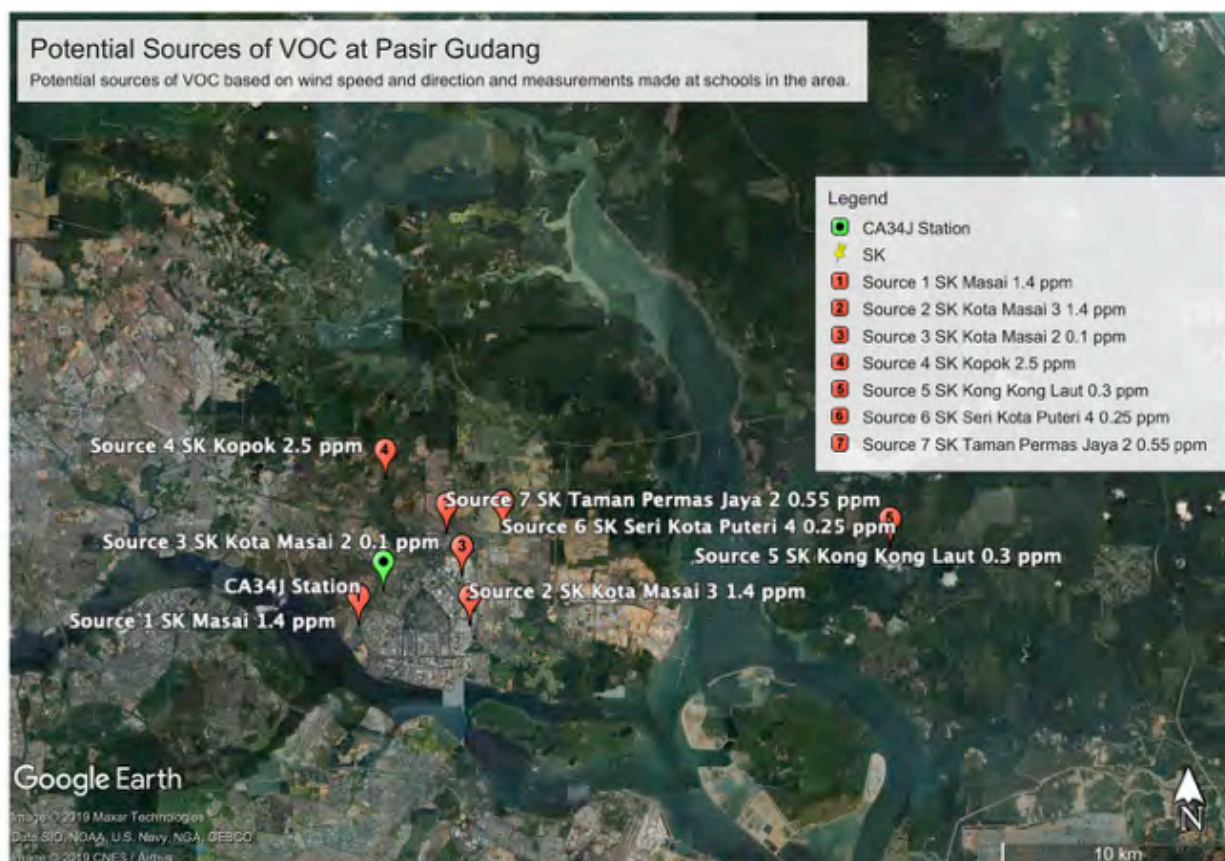 Potential Sources of VOC at Pasir Gudang
Potential sources of VOC based on wind speed and direction and measurements made at schools in the area.
Legend
CA34J Station
SK
1 Source 1 SK Masai 1.4 ppm
2 Source 2 SK Kota Masai 3 1.4 ppm
3 Source 3 SK Kota Masai 2 0.1 ppm
4 Source 4 SK Kopok 2.5 ppm
5 Source 5 SK Kong Kong Laut 0.3 ppm
6 Source 6 SK Seri Kota Puteri 4 0.25 ppm
7 Source 7 SK Taman Permas Jaya 2 0.55 ppm
Source 4 SK Kopok 2.5 ppm 4
Source 7 SK Taman Permas Jaya 2 0.55 ppm
Source 6 SK Seri Kota Puteri 4 0.25 ppm
Source 3 SK Kota Masai 2 0.1 ppm 3
Source 5 SK Kong Kong Laut 0.3 ppm
CA34J Station
Source 2 SK Kota Masai 3 1.4 ppm
Source 1 SK Masai 1.4 ppm
Google Earth
Image © 2019 Maxar Technologies
Data SIO, NOAA, U.S. Navy, NGA, GEBCO
Image © 2019 CNES / Airbus
N
10 km